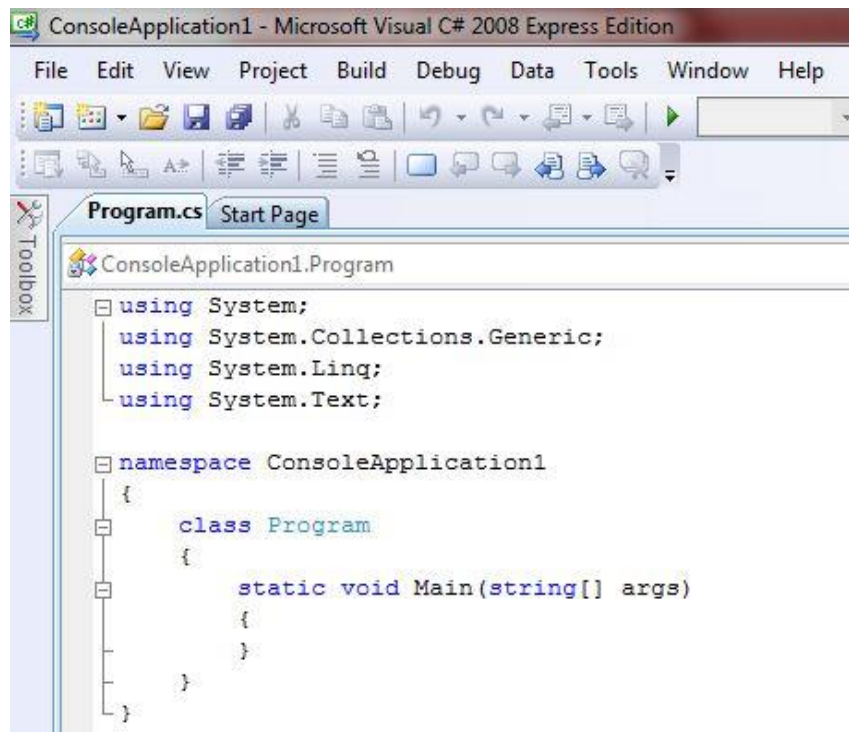 ConsoleApplication1 - Microsoft Visual C# 2008 Express Edition
File Edit View Project Build Debug Data Tools Window Help
Program.cs Start Page
Toolbox
ConsoleApplication1.Program
using System;
using System.Collections.Generic;
using System.Linq;
using System.Text;
namespace ConsoleApplication1
{
class Program
{
static void Main(string[] args)
{
}
}
}